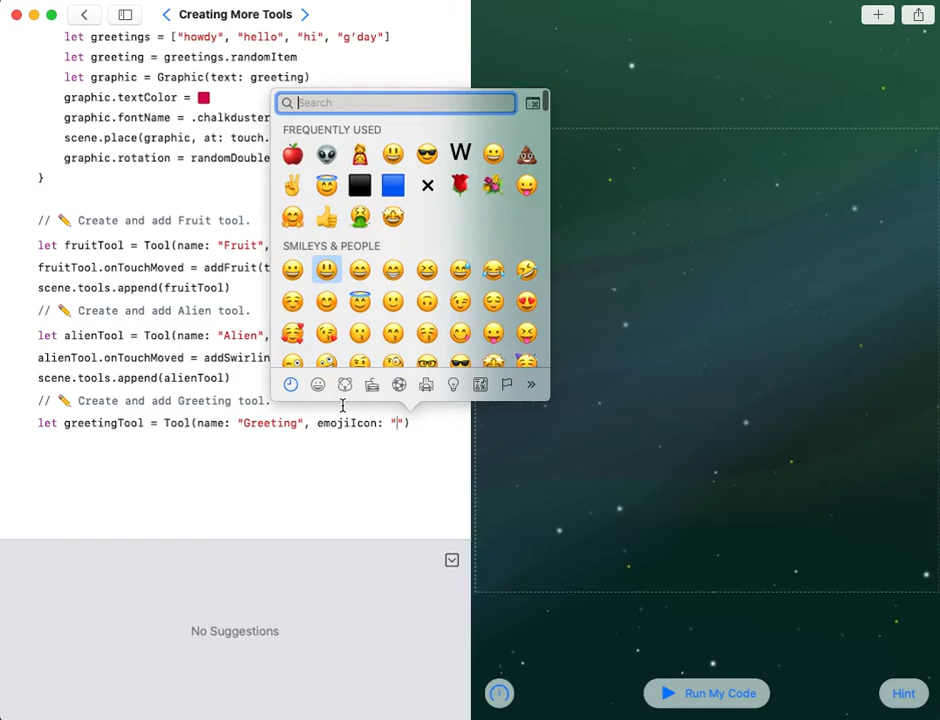 Creating More Tools
let greetings = ["howdy", "hello", "hi", "g'day"]
let greeting = greetings.randomItem
let graphic = Graphic(text: greeting)
graphic.textColor =
graphic.fontName = .chalkduster
scene.place(graphic, at: touch.
graphic.rotation = randomDouble
}
// ✏️ Create and add Fruit tool.
let fruitTool = Tool(name: "Fruit",
fruitTool.onTouchMoved = addFruit(t
scene.tools.append(fruitTool)
// ✏️ Create and add Alien tool.
let alienTool = Tool(name: "Alien",
alienTool.onTouchMoved = addSwirlin
scene.tools.append(alienTool)
// ✏️ Create and add Greeting tool.
let greetingTool = Tool(name: "Greeting", emojiIcon: "")
Search
FREQUENTLY USED
W
SMILEYS & PEOPLE
No Suggestions
Run My Code
Hint